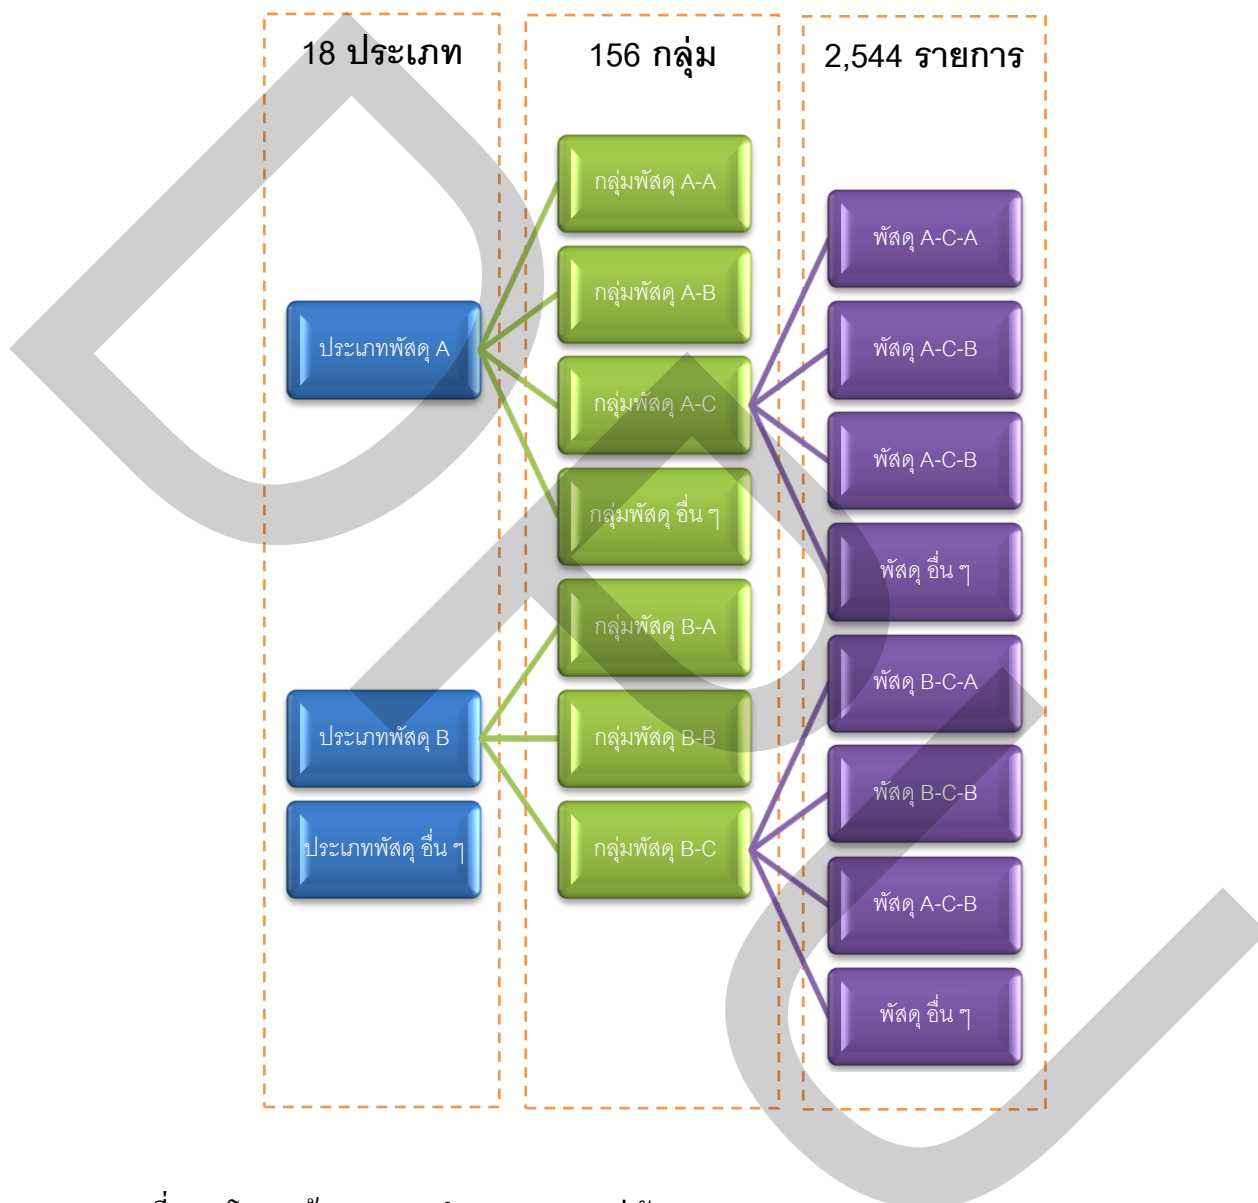 18 ประเภท
156 กลุ่ม
2,544 รายการ
ประเภทพัสดุ A
ประเภทพัสดุ B
ประเภทพัสดุ อื่น ๆ
กลุ่มพัสดุ A-A
กลุ่มพัสดุ A-B
กลุ่มพัสดุ A-C
กลุ่มพัสดุ อื่น ๆ
กลุ่มพัสดุ B-A
กลุ่มพัสดุ B-B
กลุ่มพัสดุ B-C
พัสดุ A-C-A
พัสดุ A-C-B
พัสดุ A-C-B
พัสดุ อื่น ๆ
พัสดุ B-C-A
พัสดุ B-C-B
พัสดุ A-C-B
พัสดุ อื่น ๆ